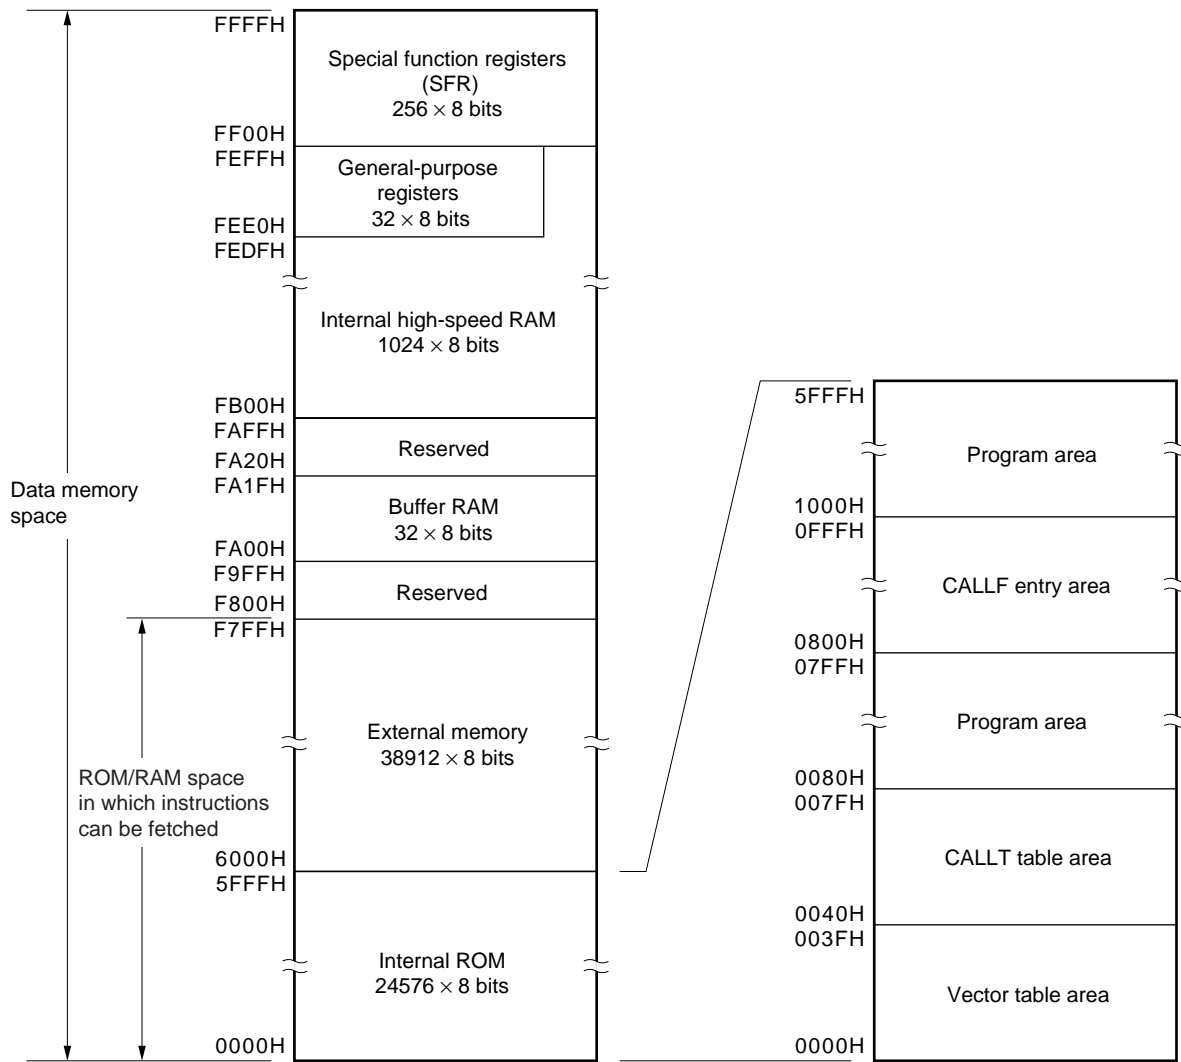 FFFFH
Special function registers
(SFR)
256 × 8 bits
FF00H
FEFFH
General-purpose
registers
32 × 8 bits
FEE0H
FEDFH
Internal high-speed RAM
1024 × 8 bits
FB00H
FAFFH
Reserved
FA20H
FA1FH
Buffer RAM
32 × 8 bits
FA00H
F9FFH
Reserved
F800H
F7FFH
Data memory
space
External memory
38912 × 8 bits
ROM/RAM space
in which instructions
can be fetched
6000H
5FFFH
Internal ROM
24576 × 8 bits
0000H
5FFFH
Program area
1000H
0FFFH
CALLF entry area
0800H
07FFH
Program area
0080H
007FH
CALLT table area
0040H
003FH
Vector table area
0000H